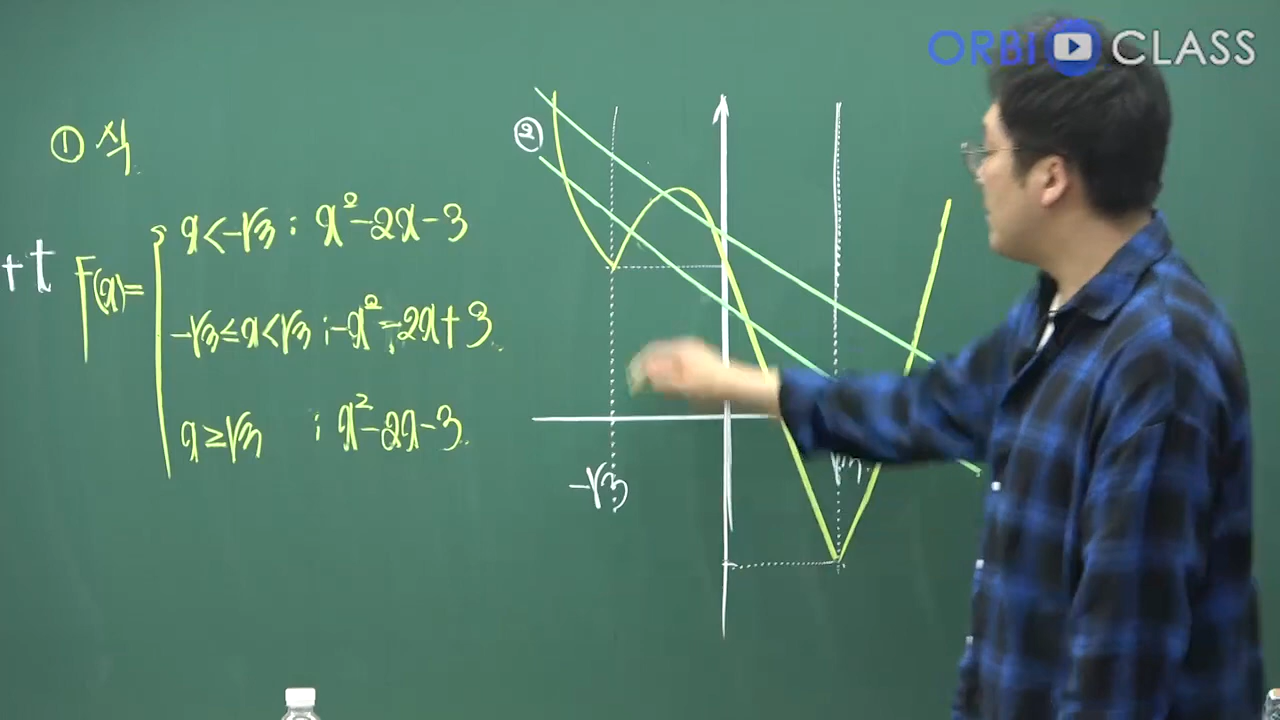 ORBI CLASS
① 식
②
x<-√3 : x²-2x-3
+t
F(x)=
-√3≤x<√3 ; -x²-2x+3
x≥√3 ; x²-2x-3
-√3
√3